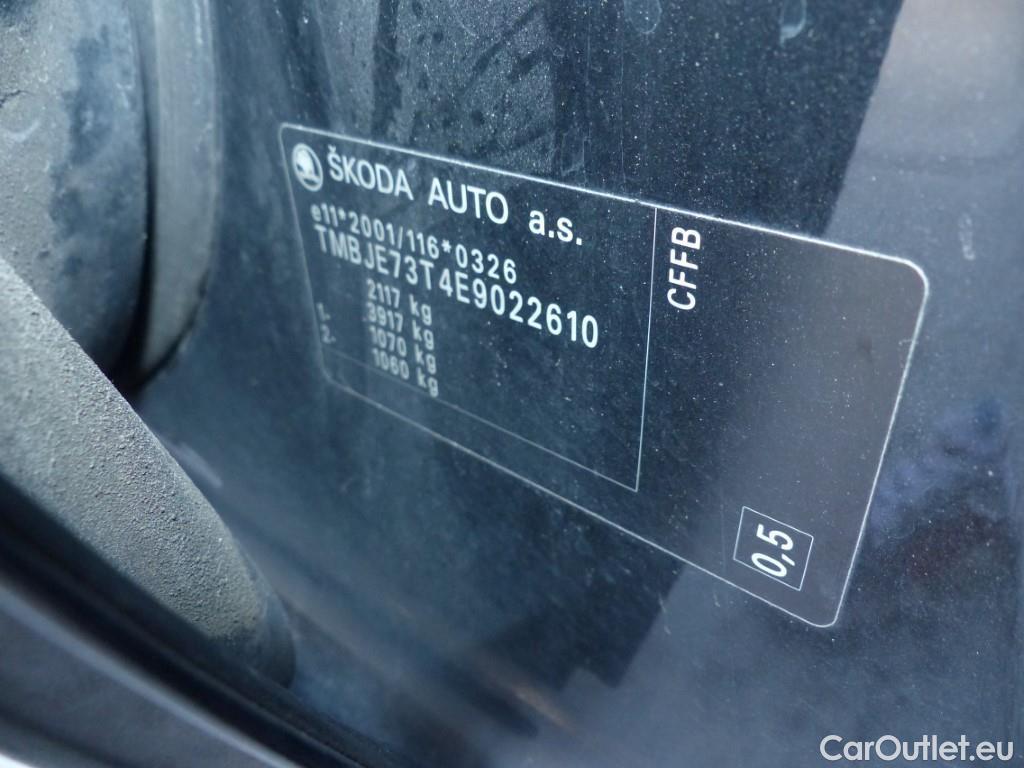 ŠKODA AUTO a.s.
e11*2001/116*0326
TMBJE73T4E9022610
2117 kg
3917 kg
1- 1070 kg
2- 1060 kg
CFFB
0,5
CarOutlet.eu